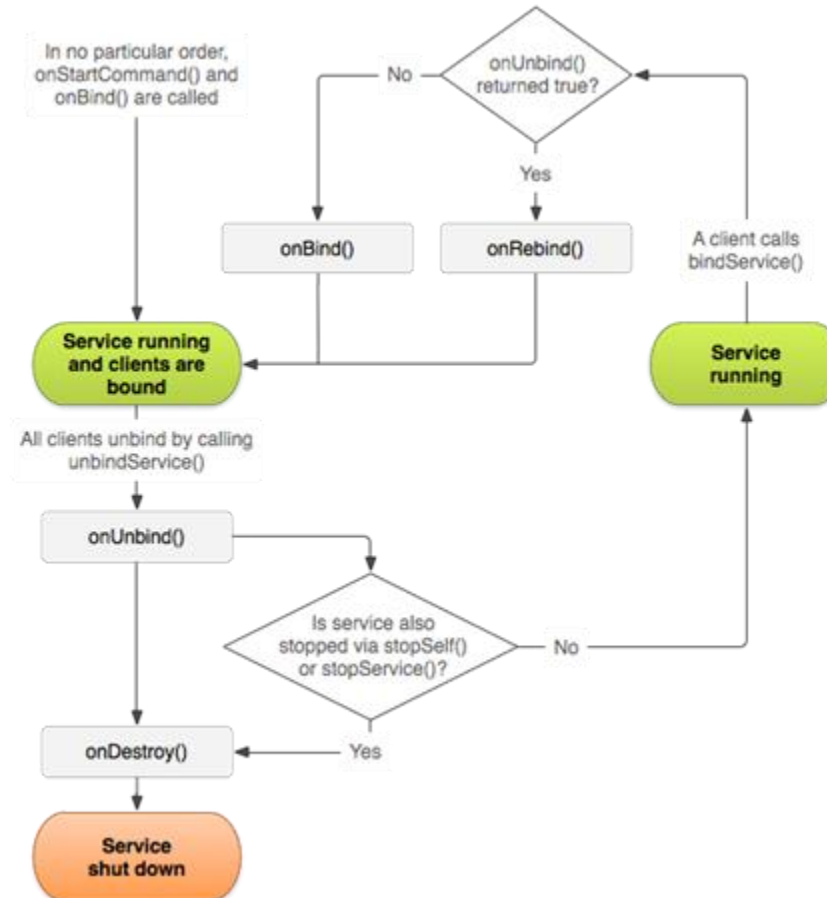 In no particular order,
onStartCommand() and
onBind() are called
onUnbind()
returned true?
No
Yes
onBind()
onRebind()
A client calls
bindService()
Service running
and clients are
bound
Service
running
All clients unbind by calling
unbindService()
onUnbind()
Is service also
stopped via stopSelf()
or stopService()?
No
Yes
onDestroy()
Service
shut down